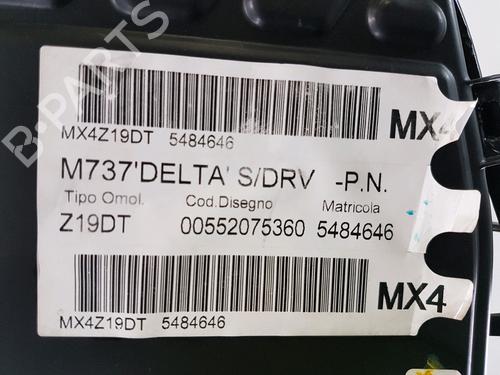 B-PARTS
MX4Z19DT 5484646 MX4
M737'DELTA' S/DRV -P.N.
Tipo Omol. Cod.Disegno Matricola
Z19DT 00552075360 5484646
MX4
MX4Z19DT 5484646